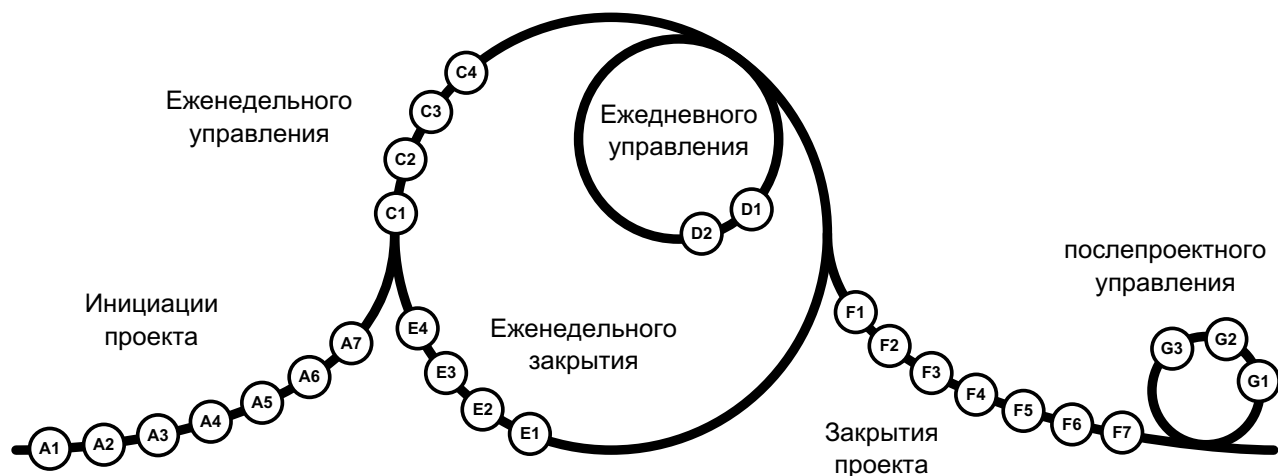 Еженедельного
управления
C4
C3
C2
C1
Ежедневного
управления
D1
D2
Инициации
проекта
A1
A2
A3
A4
A5
A6
A7
Еженедельного
закрытия
E4
E3
E2
E1
F1
F2
F3
F4
F5
F6
F7
Закрытия
проекта
послепроектного
управления
G3
G2
G1